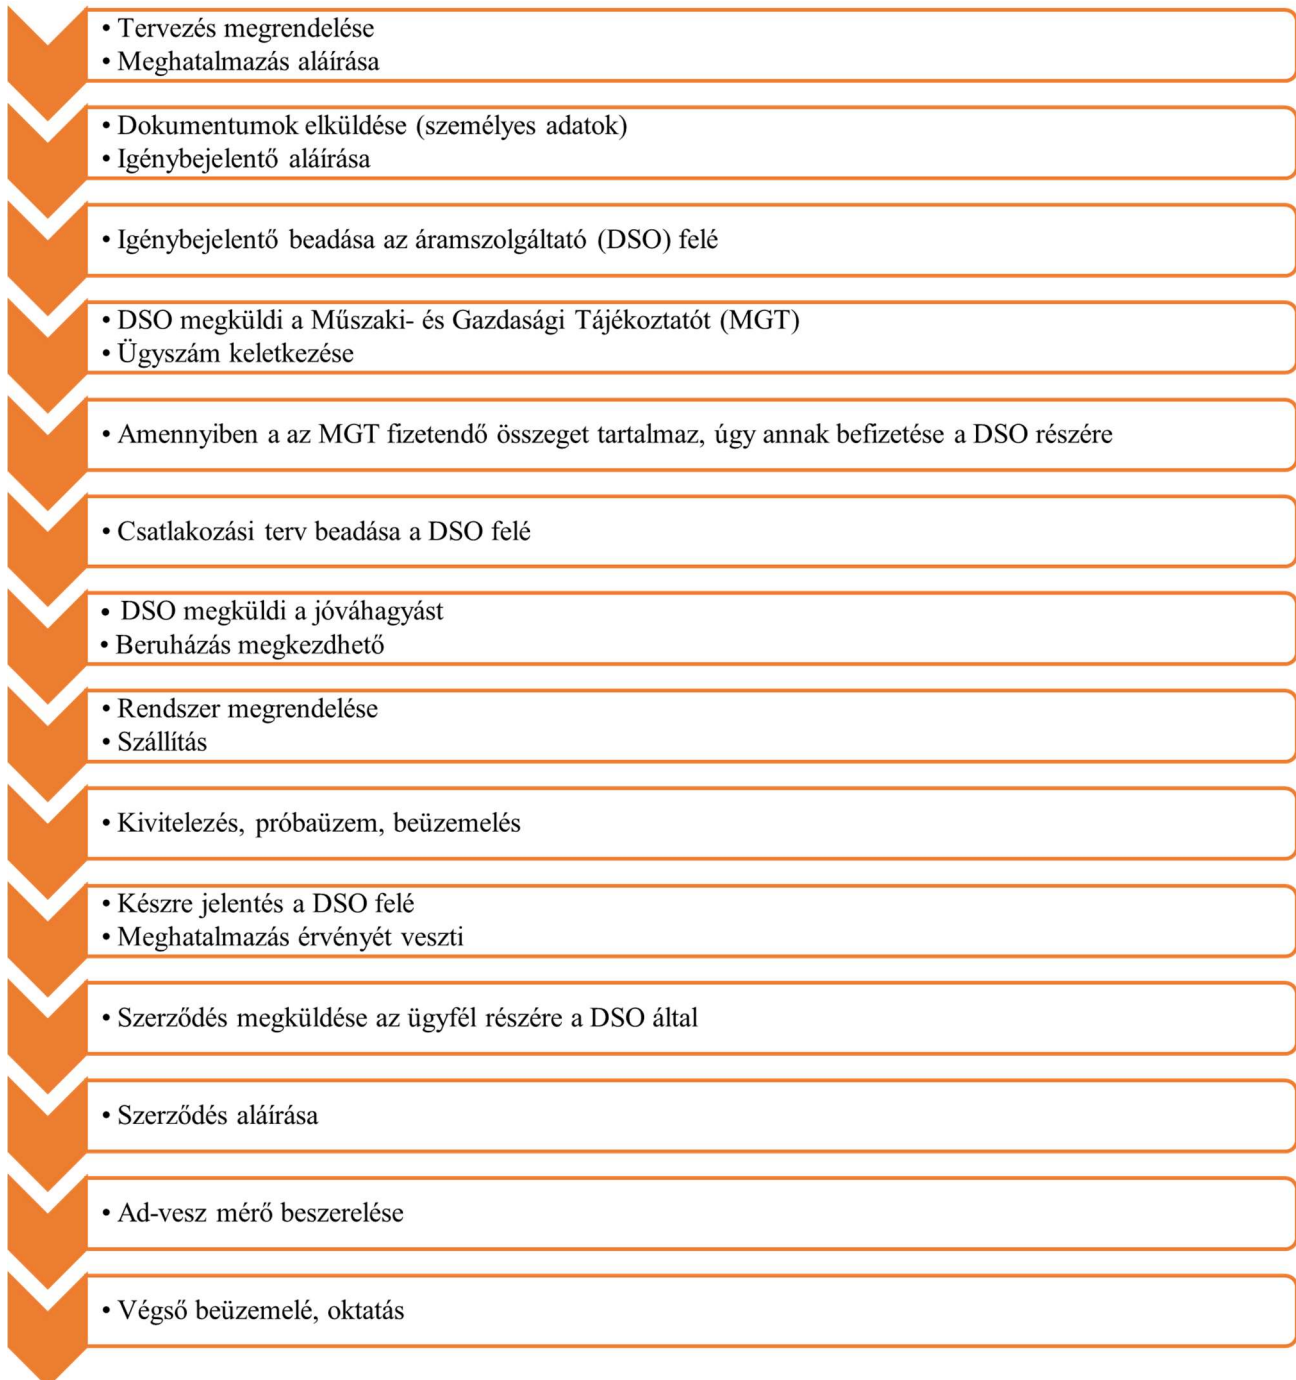 • Tervezés megrendelése
• Meghatalmazás aláírása
• Dokumentumok elküldése (személyes adatok)
• Igénybejelentő aláírása
• Igénybejelentő beadása az áramszolgáltató (DSO) felé
• DSO megküldi a Műszaki- és Gazdasági Tájékoztatót (MGT)
• Ügyszám keletkezése
• Amennyiben a az MGT fizetendő összeget tartalmaz, úgy annak befizetése a DSO részére
• Csatlakozási terv beadása a DSO felé
• DSO megküldi a jóváhagyást
• Beruházás megkezdhető
• Rendszer megrendelése
• Szállítás
• Kivitelezés, próbaüzem, beüzemelés
• Készre jelentés a DSO felé
• Meghatalmazás érvényét veszti
• Szerződés megküldése az ügyfél részére a DSO által
• Szerződés aláírása
• Ad-vesz mérő beszerelése
• Végső beüzemelé, oktatás